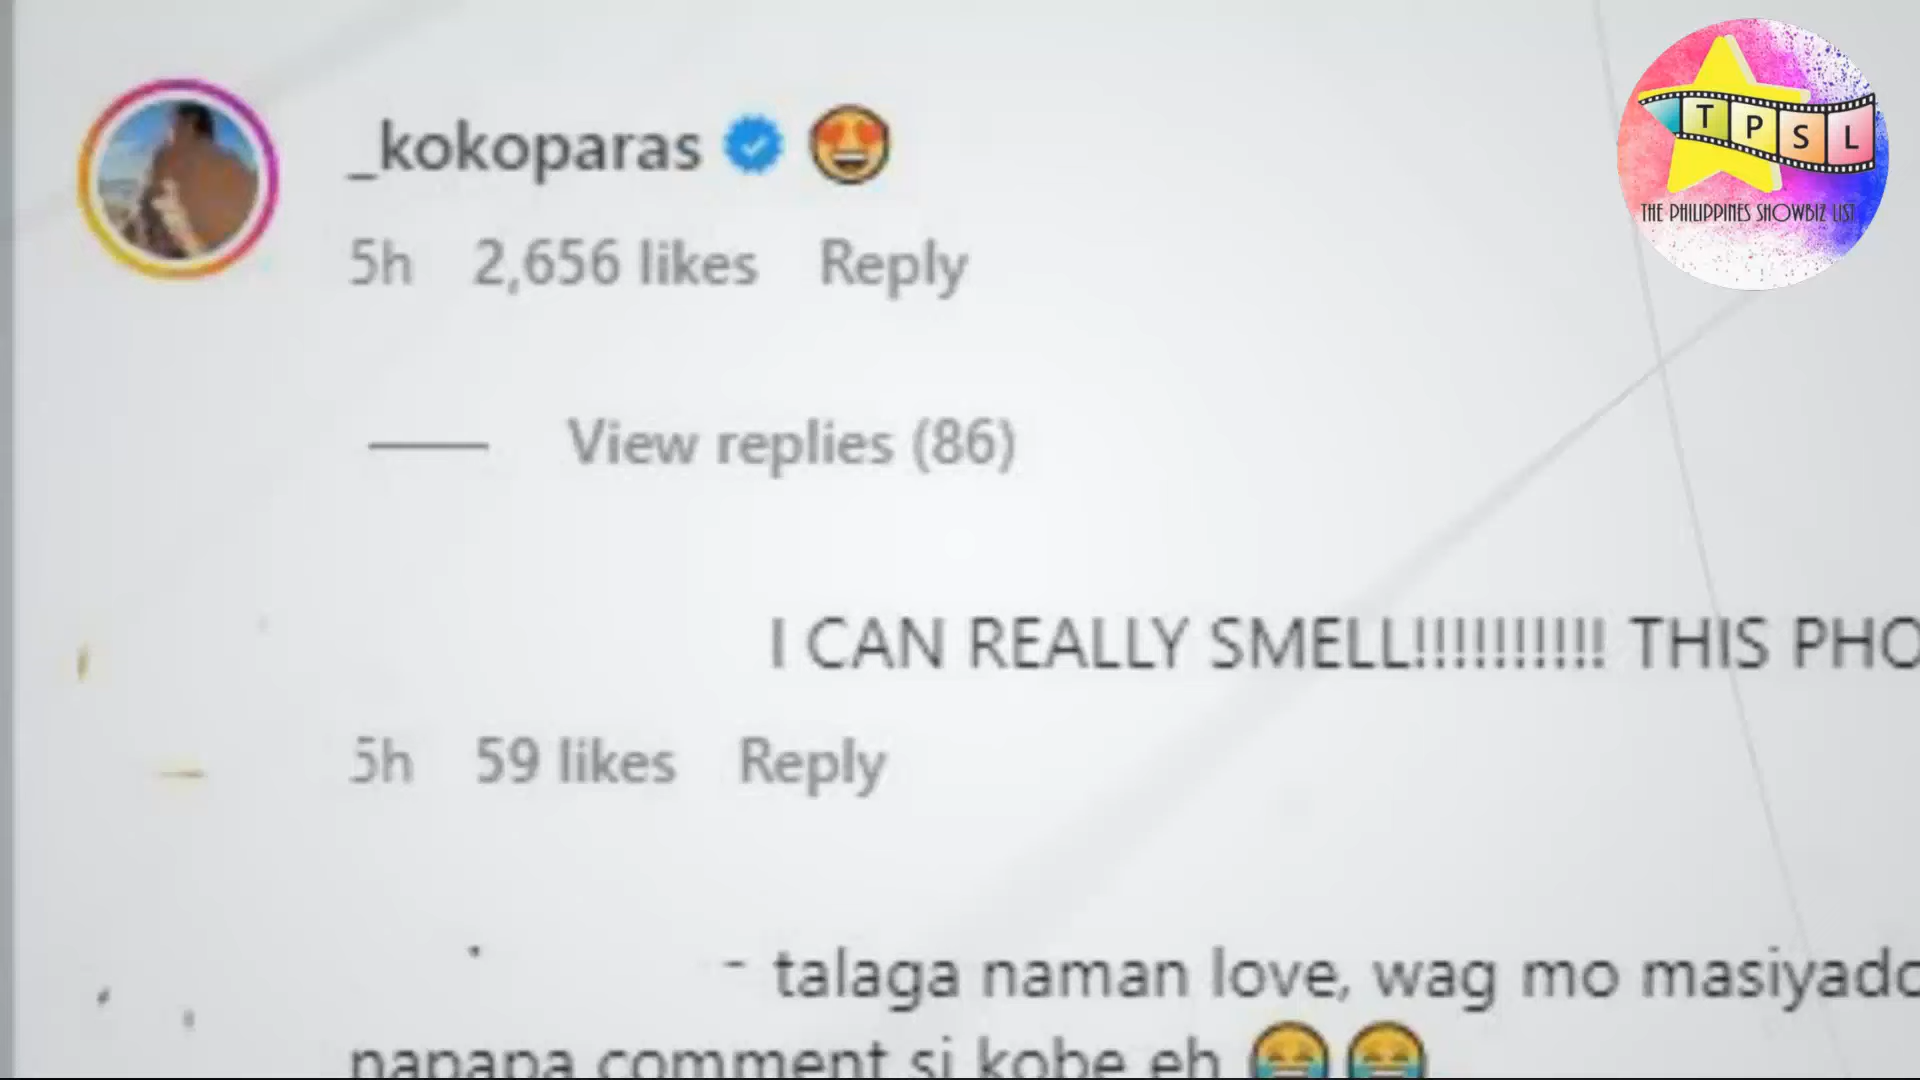 _kokoparas 😍
5h 2,656 likes Reply
View replies (86)
I CAN REALLY SMELL!!!!!!!!!! THIS PHO
5h 59 likes Reply
talaga naman love, wag mo masiyado
napapa comment si kobe eh 😂😂
TPSL
THE PHILIPPINES SHOWBIZ LIST